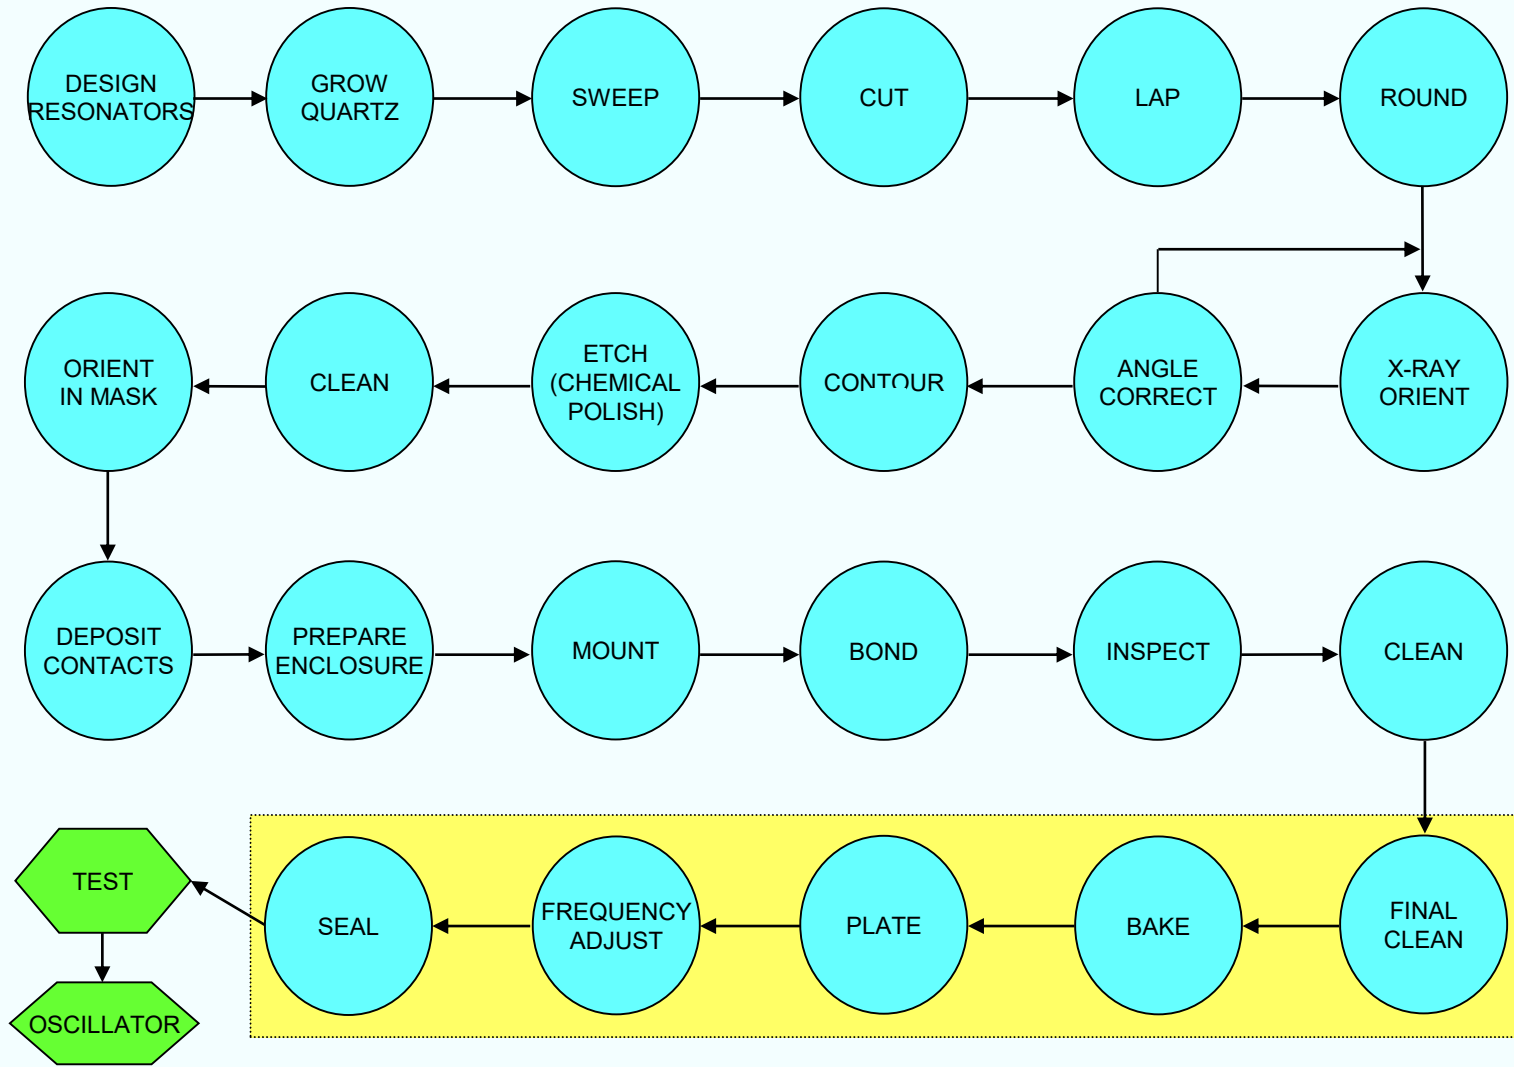 DESIGN
RESONATORS
GROW
QUARTZ
SWEEP
CUT
LAP
ROUND
ORIENT
IN MASK
CLEAN
ETCH
(CHEMICAL
POLISH)
CONTOUR
ANGLE
CORRECT
X-RAY
ORIENT
DEPOSIT
CONTACTS
PREPARE
ENCLOSURE
MOUNT
BOND
INSPECT
CLEAN
TEST
SEAL
FREQUENCY
ADJUST
PLATE
BAKE
FINAL
CLEAN
OSCILLATOR